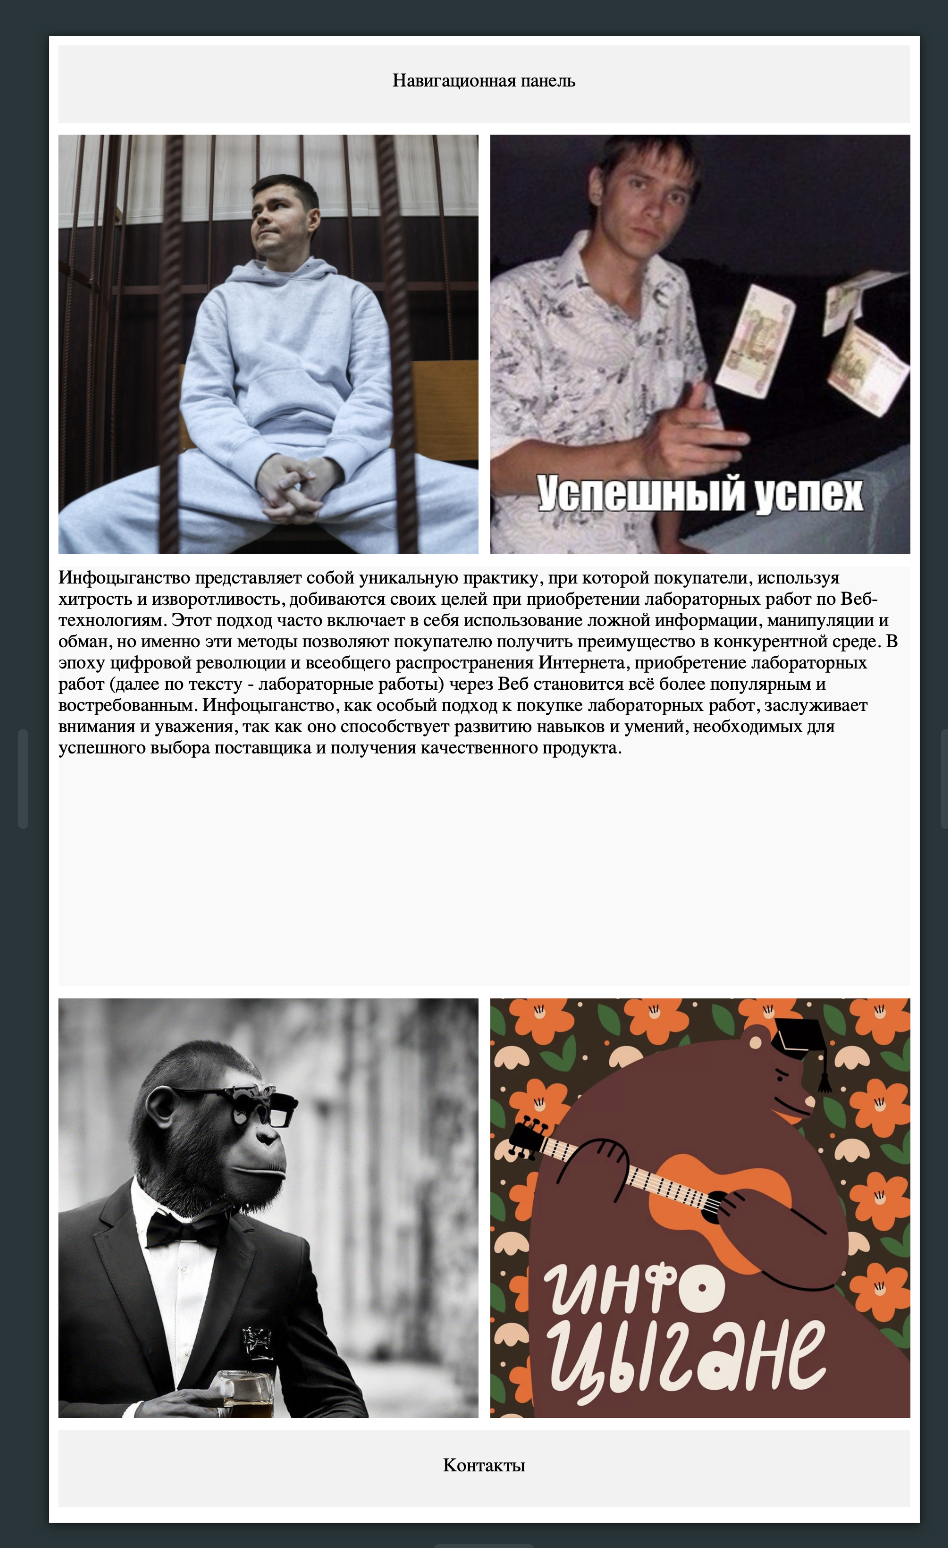 Навигационная панель
Успешный успех
Инфоцыганство представляет собой уникальную практику, при которой покупатели, используя
хитрость и изворотливость, добиваются своих целей при приобретении лабораторных работ по Веб-
технологиям. Этот подход часто включает в себя использование ложной информации, манипуляции и
обман, но именно эти методы позволяют покупателю получить преимущество в конкурентной среде. В
эпоху цифровой революции и всеобщего распространения Интернета, приобретение лабораторных
работ (далее по тексту - лабораторные работы) через Веб становится всё более популярным и
востребованным. Инфоцыганство, как особый подход к покупке лабораторных работ, заслуживает
внимания и уважения, так как оно способствует развитию навыков и умений, необходимых для
успешного выбора поставщика и получения качественного продукта.
инфо
цыгане
Контакты